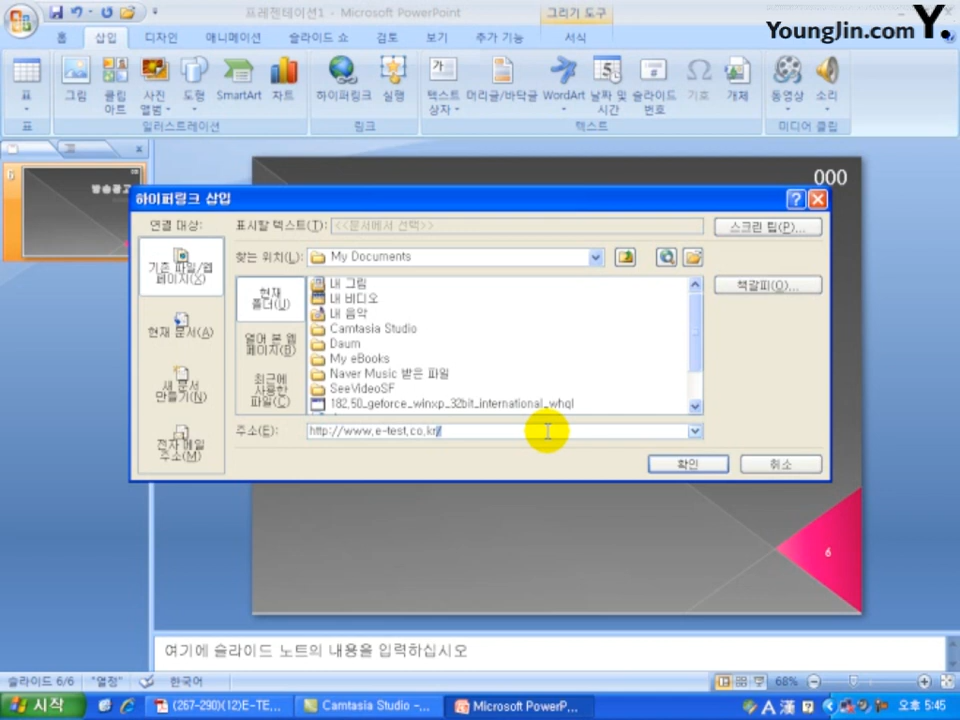 프레젠테이션1 - Microsoft PowerPoint
그리기 도구
YoungJin.com Y.
홈 삽입 디자인 애니메이션 슬라이드 쇼 검토 보기 추가 기능 서식
표 그림 클립 아트 사진 앨범 도형 SmartArt 차트 하이퍼링크 실행 텍스트 상자 머리글/바닥글 WordArt 날짜 및 시간 슬라이드 번호 기호 개체 동영상 소리
표 일러스트레이션 링크 텍스트 미디어 클립
6
000
하이퍼링크 삽입
연결 대상:
표시할 텍스트(T): <<문서에서 선택>>
스크린 팁(P)...
기존 파일/웹
페이지(X)
찾는 위치(L): My Documents
현재
폴더(U)
내 그림
내 비디오
내 음악
Camtasia Studio
Daum
My eBooks
Naver Music 받은 파일
SeeVideoSF
182.50_geforce_winxp_32bit_international_whql
책갈피(O)...
현재 문서(A)
열어 본 웹
페이지(B)
새 문서
만들기(N)
최근에
사용한
파일(C)
전자 메일
주소(M)
주소(E): http://www.e-test.co.kr/
확인 취소
6
여기에 슬라이드 노트의 내용을 입력하십시오
슬라이드 6/6 "열정" 한국어 68%
시작 (267-290)(12)E-TE... Camtasia Studio -... Microsoft PowerP... A 漢 오후 5:45